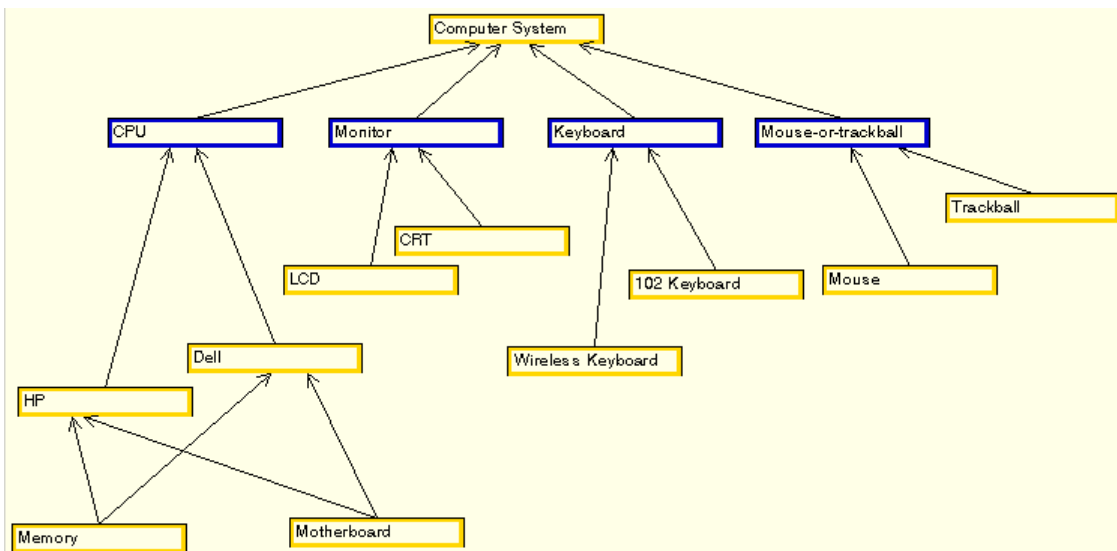 Computer System
CPU
Monitor
Keyboard
Mouse-or-trackball
Trackball
CRT
LCD
102 Keyboard
Mouse
Dell
Wireless Keyboard
HP
Memory
Motherboard